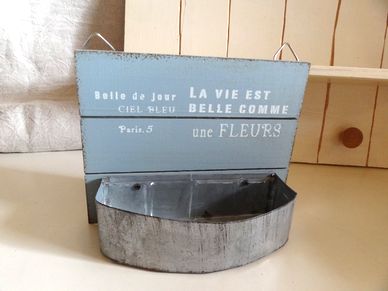 Belle de jour
CIEL BLEU
Paris.5
LA VIE EST
BELLE COMME
une FLEURS